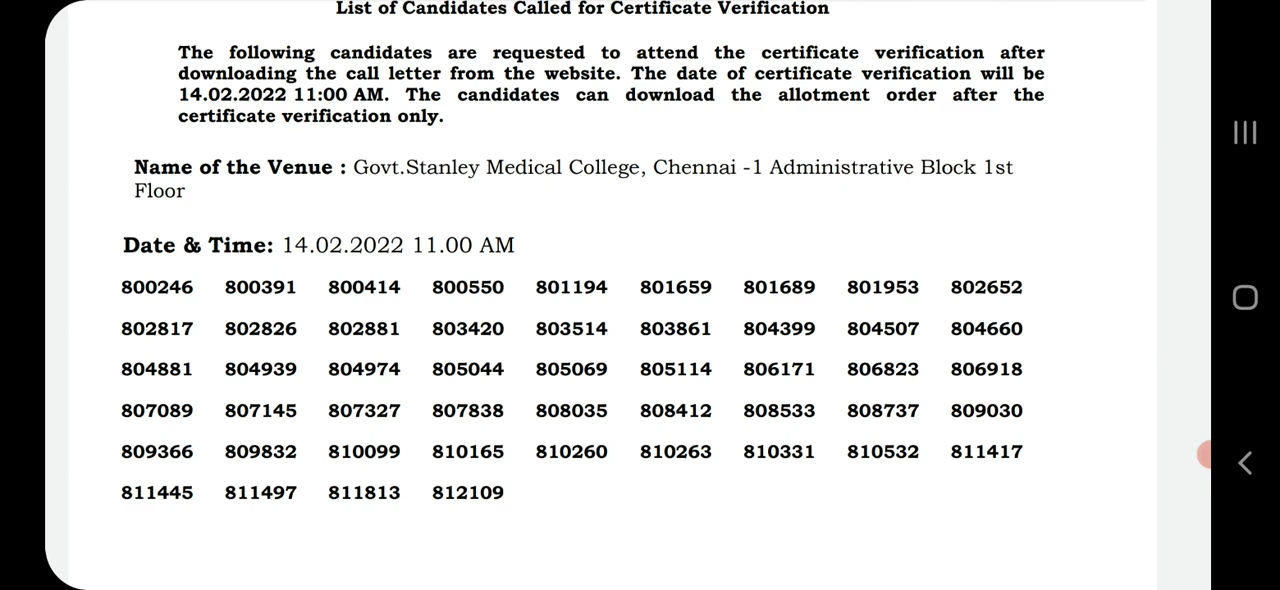 List of Candidates Called for Certificate Verification
The following candidates are requested to attend the certificate verification after
downloading the call letter from the website. The date of certificate verification will be
14.02.2022 11:00 AM. The candidates can download the allotment order after the
certificate verification only.
Name of the Venue : Govt.Stanley Medical College, Chennai -1 Administrative Block 1st
Floor
Date & Time: 14.02.2022 11.00 AM
800246 800391 800414 800550 801194 801659 801689 801953 802652
802817 802826 802881 803420 803514 803861 804399 804507 804660
804881 804939 804974 805044 805069 805114 806171 806823 806918
807089 807145 807327 807838 808035 808412 808533 808737 809030
809366 809832 810099 810165 810260 810263 810331 810532 811417
811445 811497 811813 812109